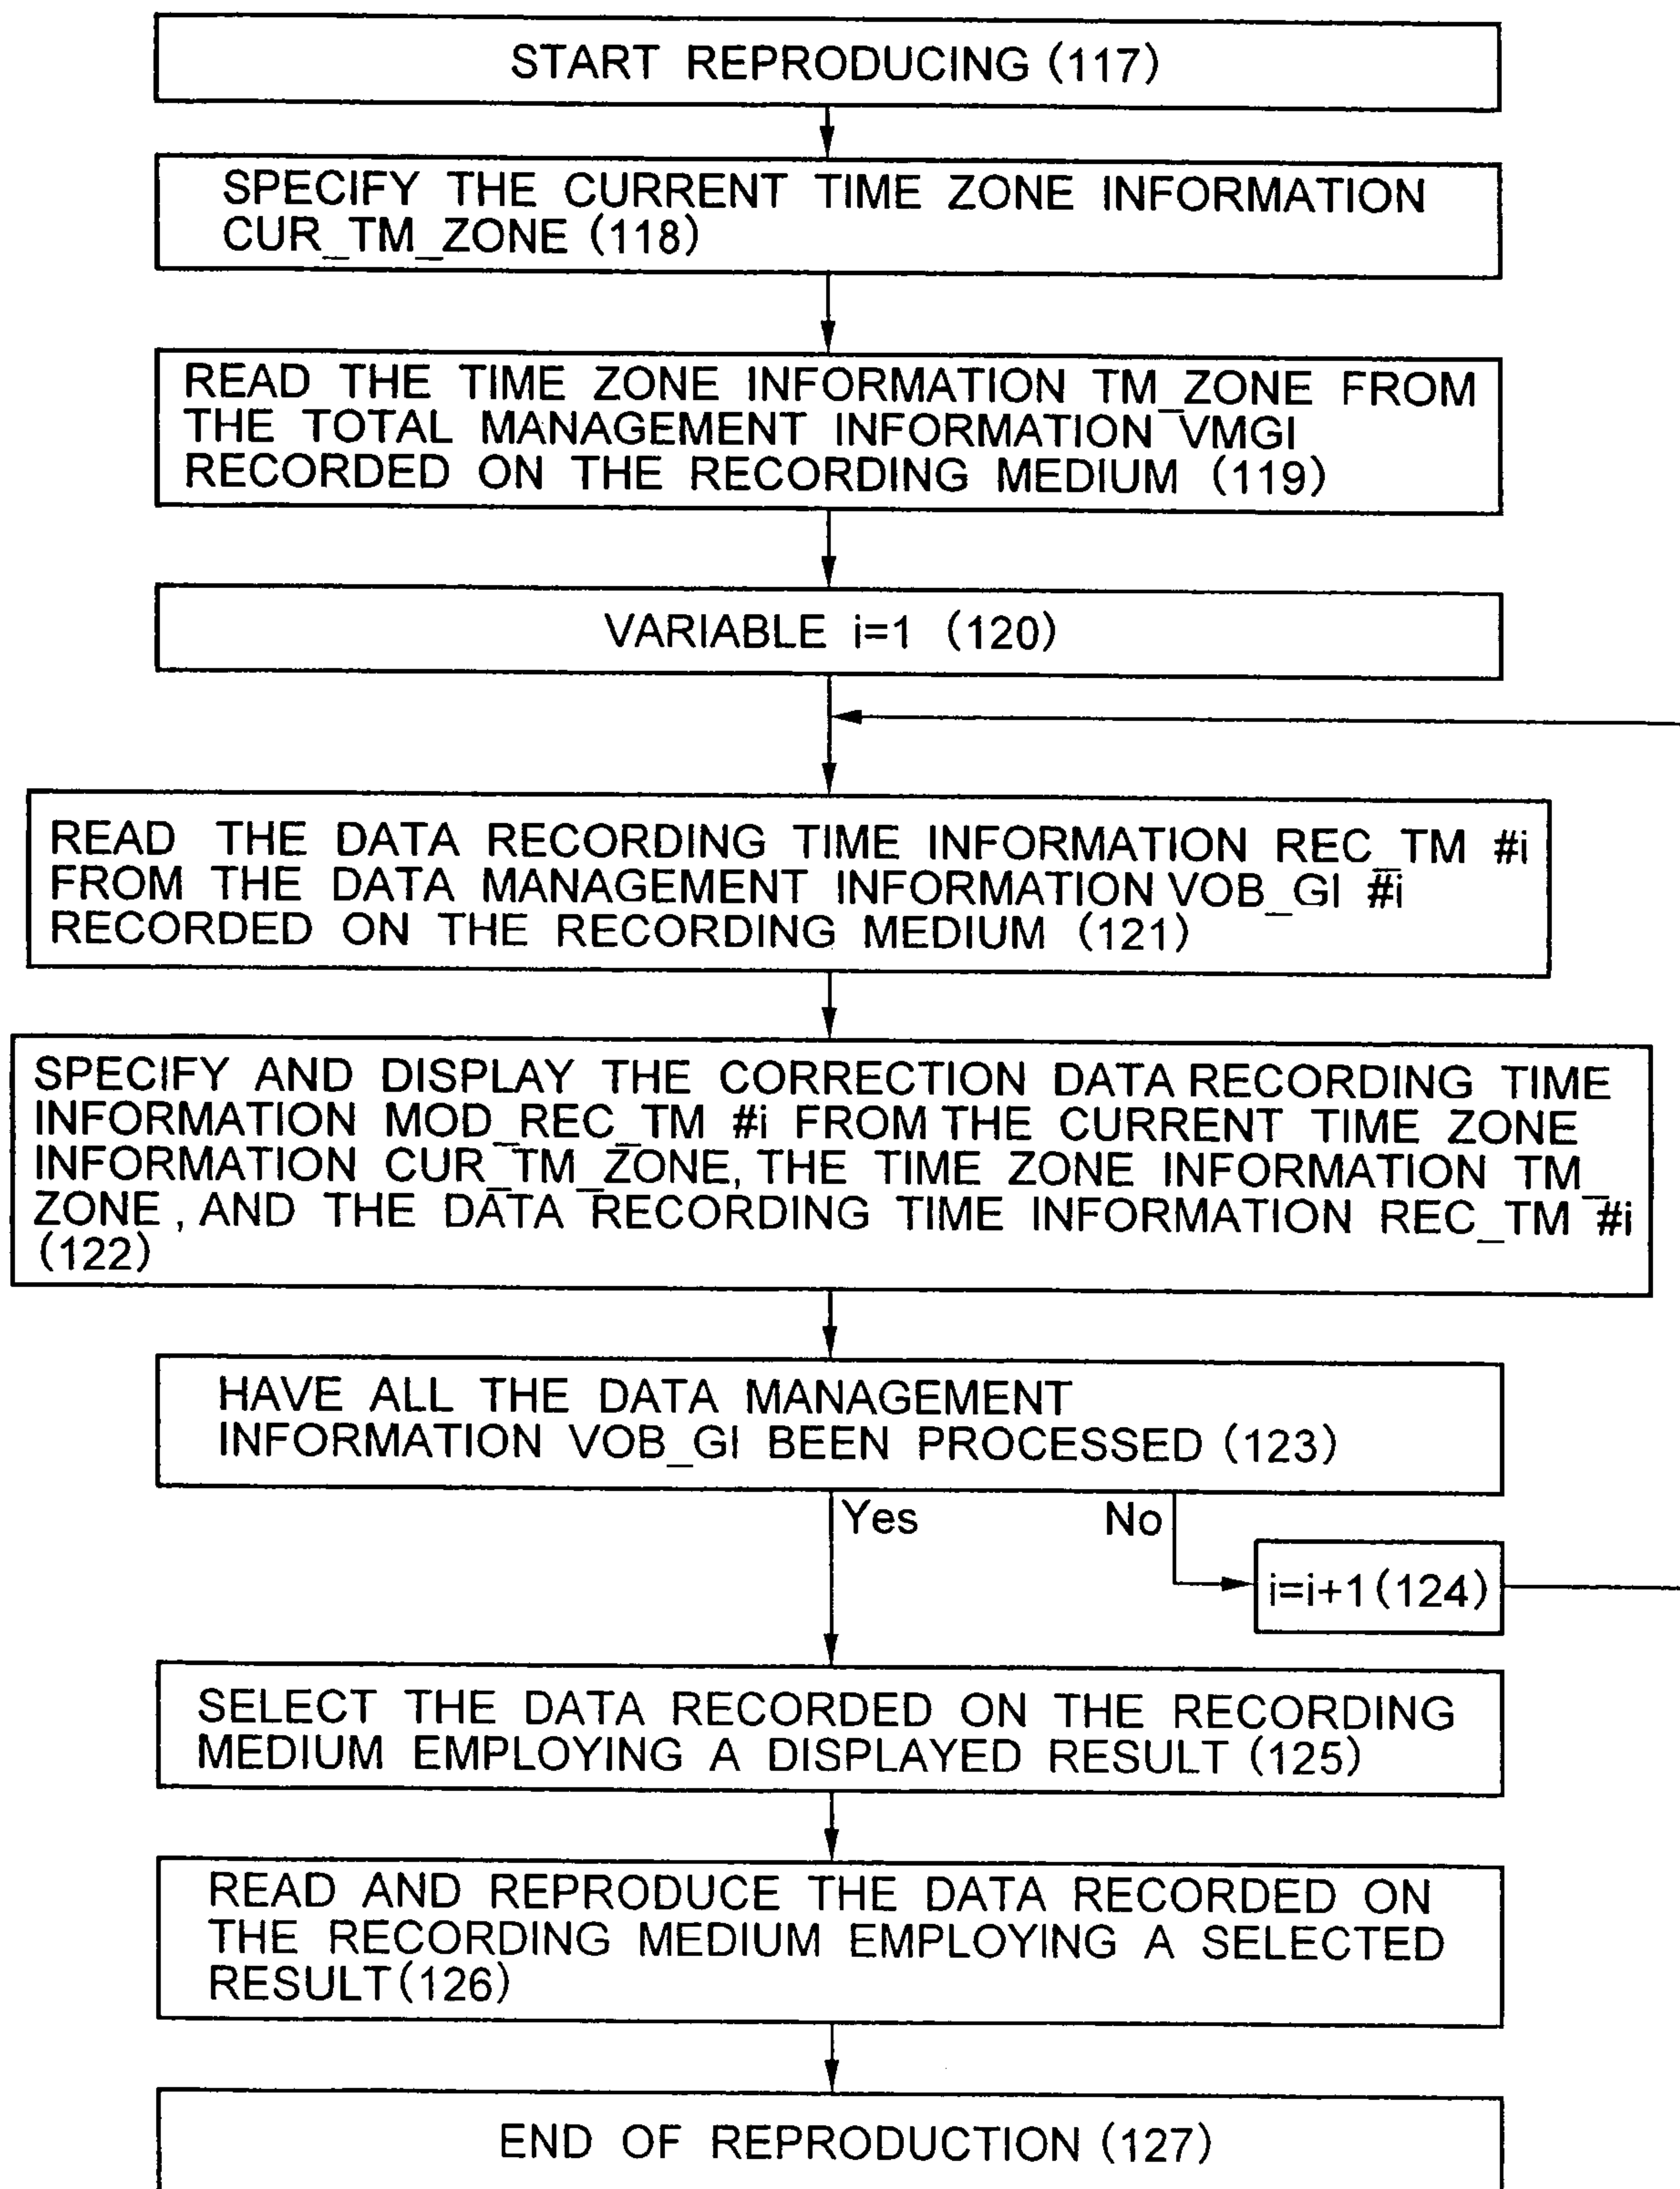 START REPRODUCING (117)
SPECIFY THE CURRENT TIME ZONE INFORMATION
CUR_TM_ZONE (118)
READ THE TIME ZONE INFORMATION TM_ZONE FROM
THE TOTAL MANAGEMENT INFORMATION VMGI
RECORDED ON THE RECORDING MEDIUM (119)
VARIABLE i=1 (120)
READ THE DATA RECORDING TIME INFORMATION REC_TM #i
FROM THE DATA MANAGEMENT INFORMATION VOB_GI #i
RECORDED ON THE RECORDING MEDIUM (121)
SPECIFY AND DISPLAY THE CORRECTION DATA RECORDING TIME
INFORMATION MOD_REC_TM #i FROM THE CURRENT TIME ZONE
INFORMATION CUR_TM_ZONE, THE TIME ZONE INFORMATION TM_
ZONE , AND THE DATA RECORDING TIME INFORMATION REC_TM #i
(122)
HAVE ALL THE DATA MANAGEMENT
INFORMATION VOB_GI BEEN PROCESSED (123)
Yes No
i=i+1(124)
SELECT THE DATA RECORDED ON THE RECORDING
MEDIUM EMPLOYING A DISPLAYED RESULT (125)
READ AND REPRODUCE THE DATA RECORDED ON
THE RECORDING MEDIUM EMPLOYING A SELECTED
RESULT(126)
END OF REPRODUCTION (127)